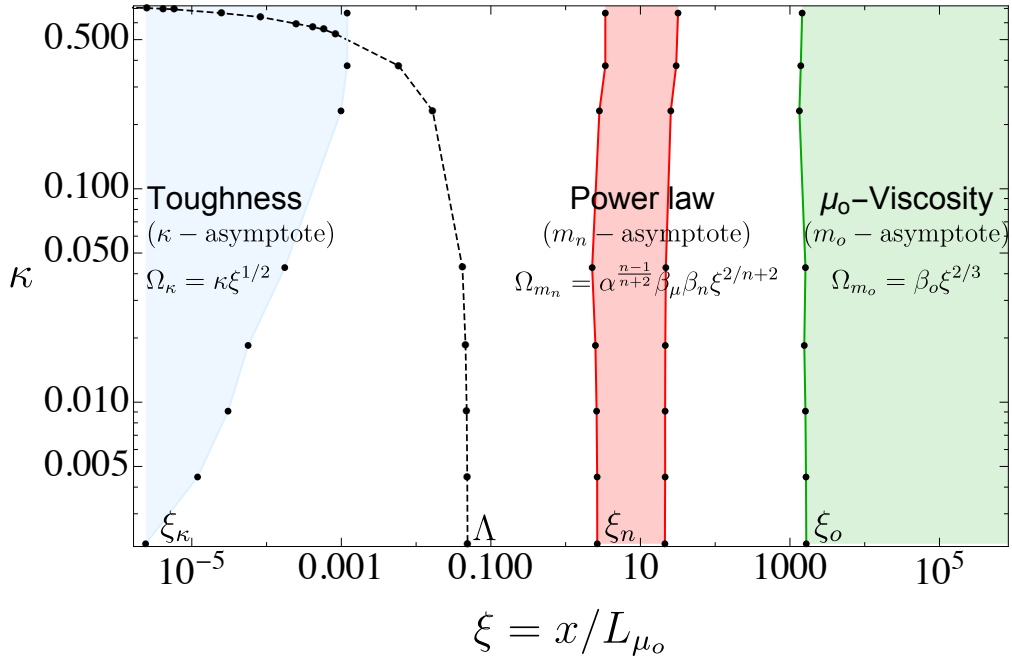 0.500
0.100
0.050
0.010
0.005
κ
Toughness
(κ − asymptote)
Ω_κ = κξ^{1/2}
Power law
(m_n − asymptote)
Ω_{m_n} = α^{\frac{n−1}{n+2}} β_μ β_n ξ^{2/n+2}
μ_o−Viscosity
(m_o − asymptote)
Ω_{m_o} = β_o ξ^{2/3}
ξ_κ
Λ
ξ_n
ξ_o
10^{-5}
0.001
0.100
10
1000
10^5
ξ = x/L_{μ_o}